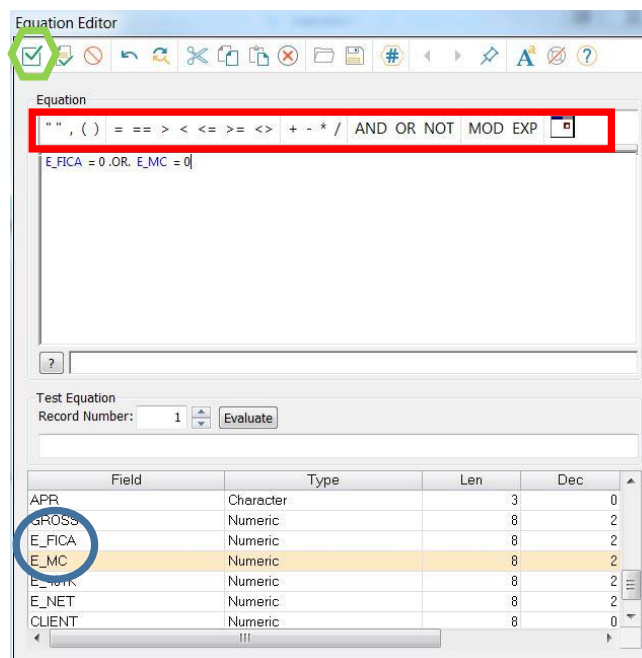 Equation Editor
# A a ?
Equation
" " , ( ) = == > < <= >= <> + - * / AND OR NOT MOD EXP
E_FICA = 0 .OR. E_MC = 0
?
Test Equation
Record Number: 1 Evaluate
Field Type Len Dec
APR Character 3 0
GROSS Numeric 8 2
E_FICA Numeric 8 2
E_MC Numeric 8 2
E_401K Numeric 8 2
E_NET Numeric 8 2
CLIENT Numeric 8 0